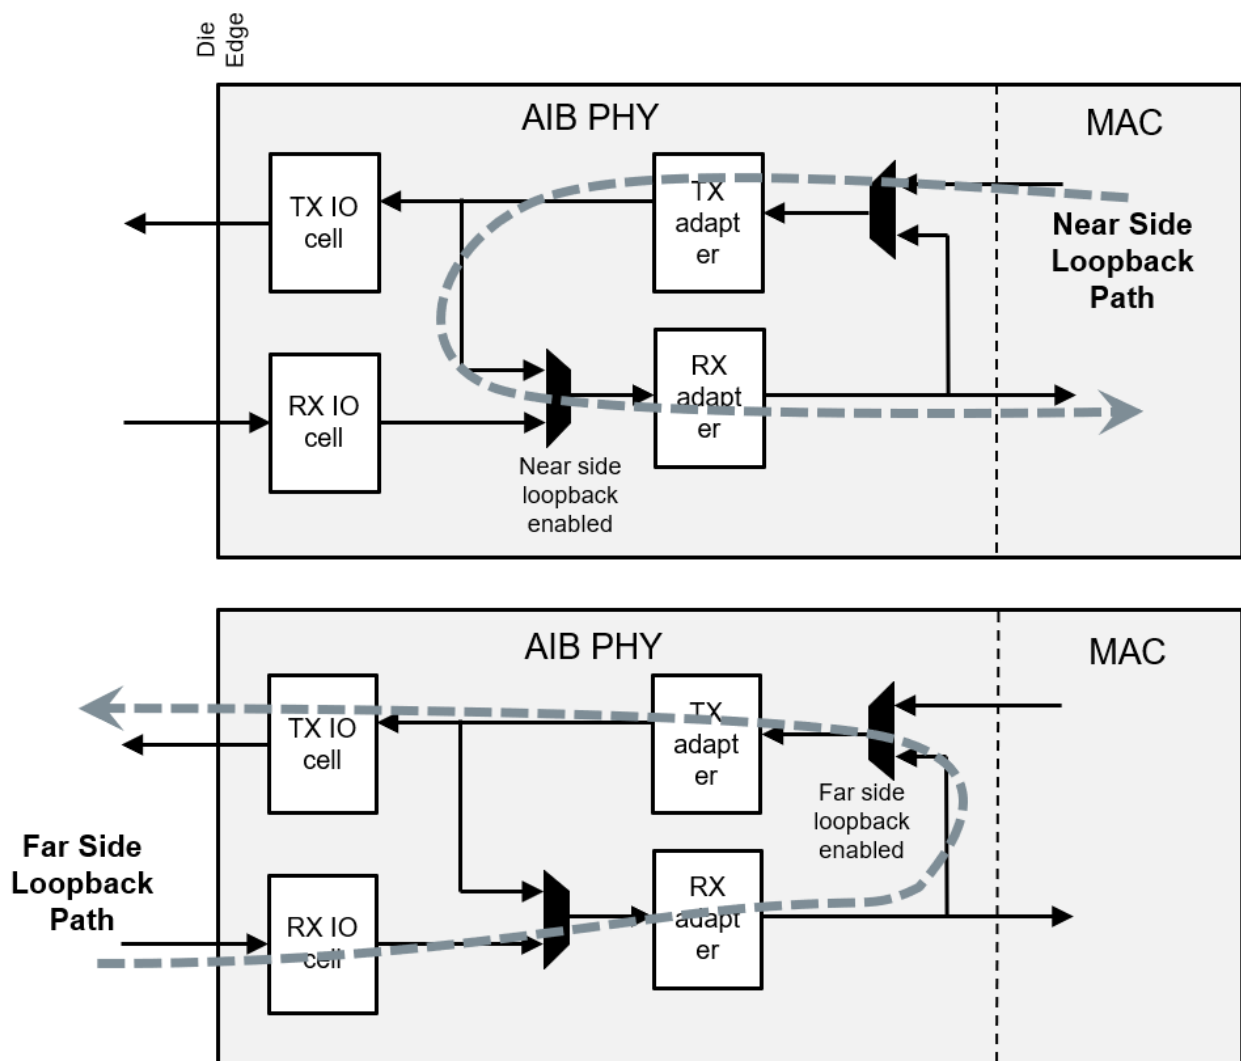 Die
Edge
AIB PHY
MAC
TX IO
cell
TX
adapt
er
Near Side
Loopback
Path
RX IO
cell
RX
adapt
er
Near side
loopback
enabled
AIB PHY
MAC
TX IO
cell
TX
adapt
er
Far side
loopback
enabled
Far Side
Loopback
Path
RX IO
cell
RX
adapt
er